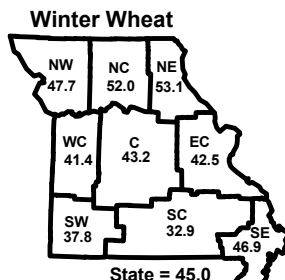 Winter Wheat
NW NC NE
47.7 52.0 53.1
WC C EC
41.4 43.2 42.5
SW SC SE
37.8 32.9 46.9
State = 45.0